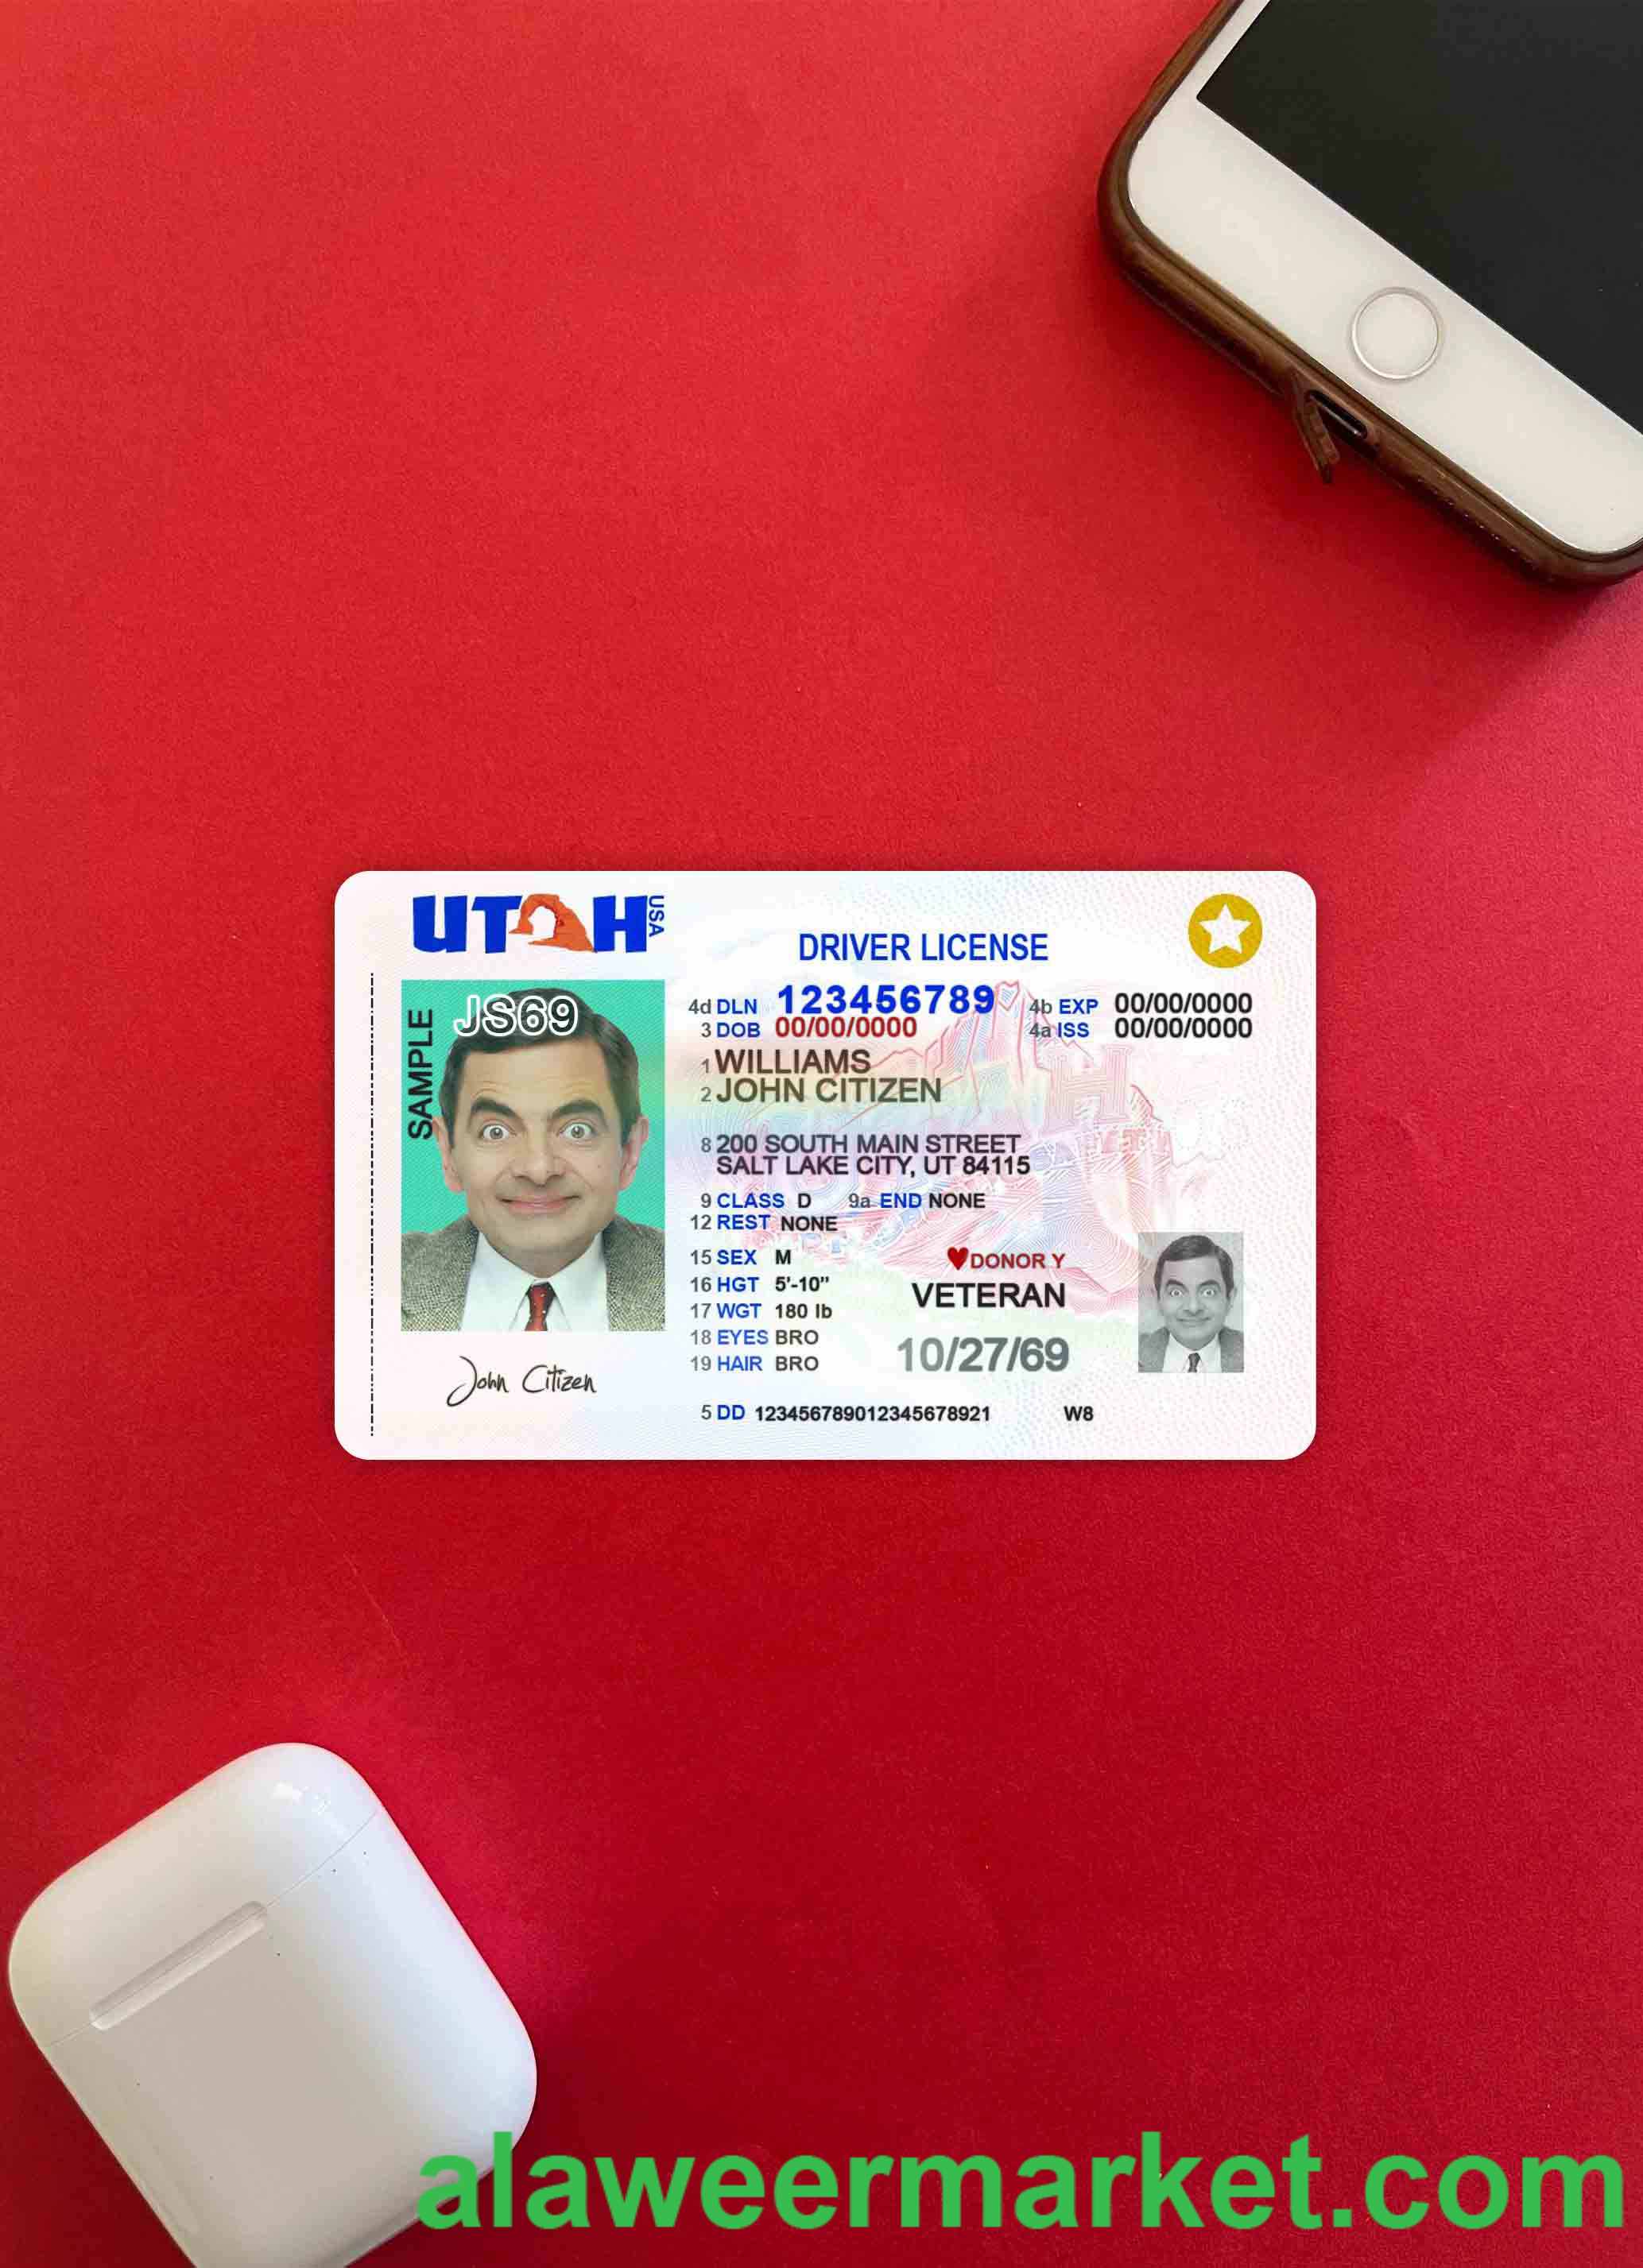 UTAH USA
DRIVER LICENSE
SAMPLE
JS69
4d DLN 123456789
4b EXP 00/00/0000
3 DOB 00/00/0000
4a ISS 00/00/0000
1 WILLIAMS
2 JOHN CITIZEN
8 200 SOUTH MAIN STREET
SALT LAKE CITY, UT 84115
9 CLASS D 9a END NONE
12 REST NONE
15 SEX M
DONOR Y
16 HGT 5'-10"
VETERAN
17 WGT 180 lb
18 EYES BRO
10/27/69
19 HAIR BRO
John Citizen
5 DD 123456789012345678921 W8
alaweermarket.com